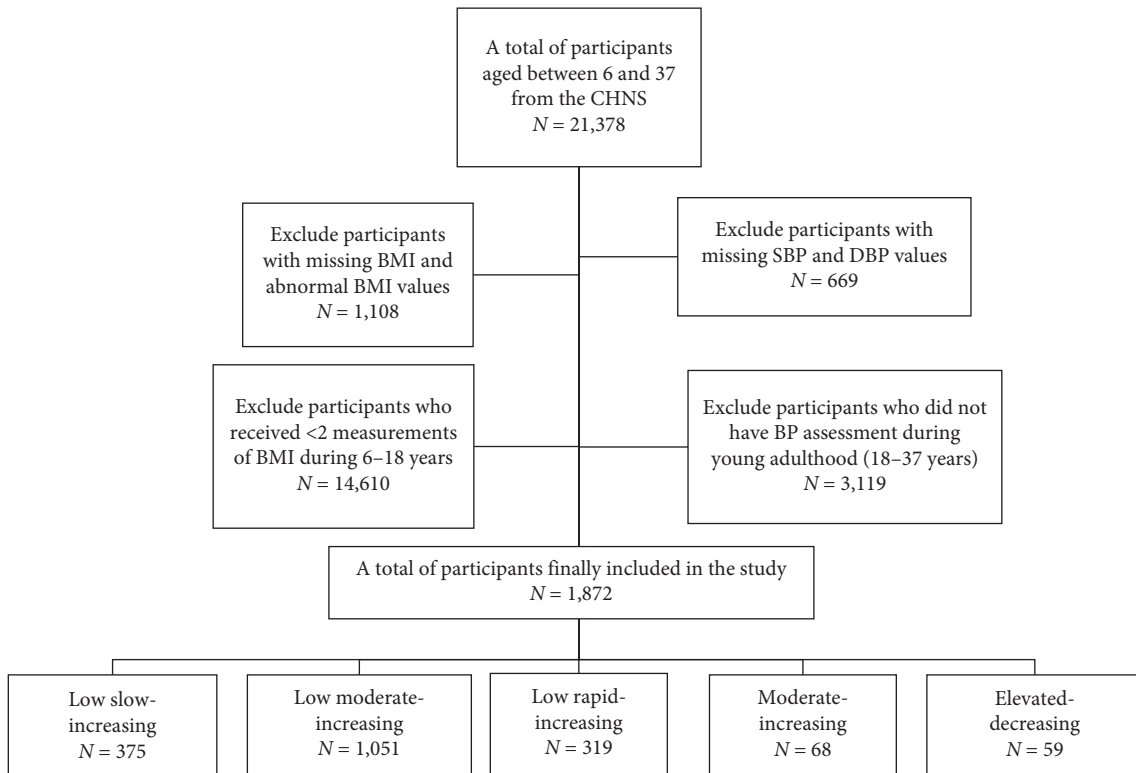 A total of participants
aged between 6 and 37
from the CHNS
N = 21,378
Exclude participants
with missing BMI and
abnormal BMI values
N = 1,108
Exclude participants with
missing SBP and DBP values
N = 669
Exclude participants who
received <2 measurements
of BMI during 6–18 years
N = 14,610
Exclude participants who did not
have BP assessment during
young adulthood (18–37 years)
N = 3,119
A total of participants finally included in the study
N = 1,872
Low slow-
increasing
N = 375
Low moderate-
increasing
N = 1,051
Low rapid-
increasing
N = 319
Moderate-
increasing
N = 68
Elevated-
decreasing
N = 59